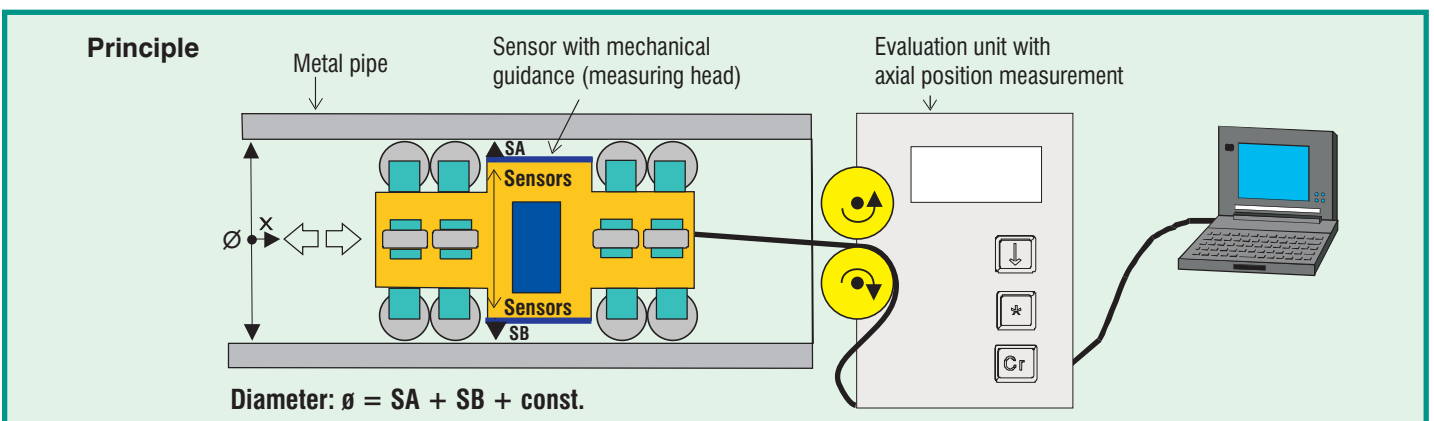 Principle
Metal pipe
Sensor with mechanical
guidance (measuring head)
Evaluation unit with
axial position measurement
SA
Sensors
ø x
Sensors
SB
↓
*
Cr
Diameter: ø = SA + SB + const.